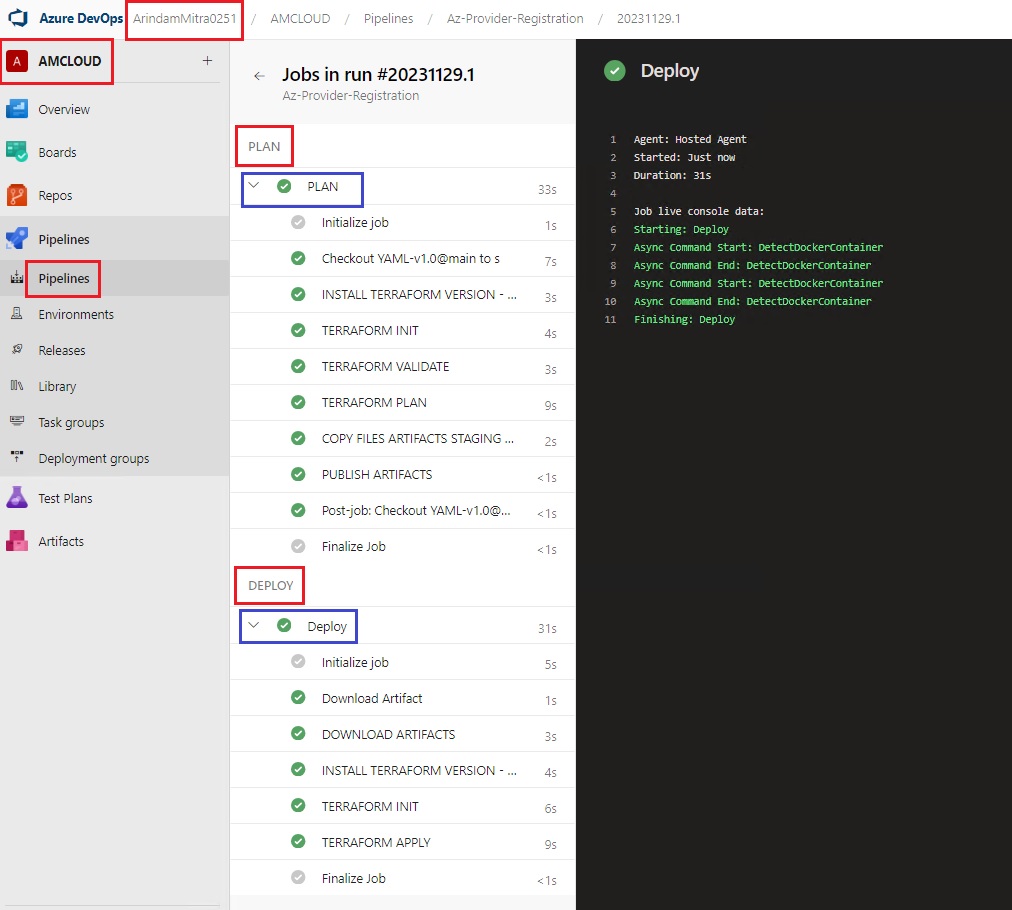 Azure DevOps ArindamMitra0251 / AMCLOUD / Pipelines / Az-Provider-Registration / 20231129.1
A AMCLOUD +
Overview
Boards
Repos
Pipelines
Pipelines
Environments
Releases
Library
Task groups
Deployment groups
Test Plans
Artifacts
← Jobs in run #20231129.1
Az-Provider-Registration
PLAN
PLAN 33s
Initialize job 1s
Checkout YAML-v1.0@main to s 7s
INSTALL TERRAFORM VERSION - ... 3s
TERRAFORM INIT 4s
TERRAFORM VALIDATE 3s
TERRAFORM PLAN 9s
COPY FILES ARTIFACTS STAGING ... 2s
PUBLISH ARTIFACTS <1s
Post-job: Checkout YAML-v1.0@... <1s
Finalize Job <1s
DEPLOY
Deploy 31s
Initialize job 5s
Download Artifact 1s
DOWNLOAD ARTIFACTS 3s
INSTALL TERRAFORM VERSION - ... 4s
TERRAFORM INIT 6s
TERRAFORM APPLY 9s
Finalize Job <1s
Deploy
1 Agent: Hosted Agent
2 Started: Just now
3 Duration: 31s
4
5 Job live console data:
6 Starting: Deploy
7 Async Command Start: DetectDockerContainer
8 Async Command End: DetectDockerContainer
9 Async Command Start: DetectDockerContainer
10 Async Command End: DetectDockerContainer
11 Finishing: Deploy